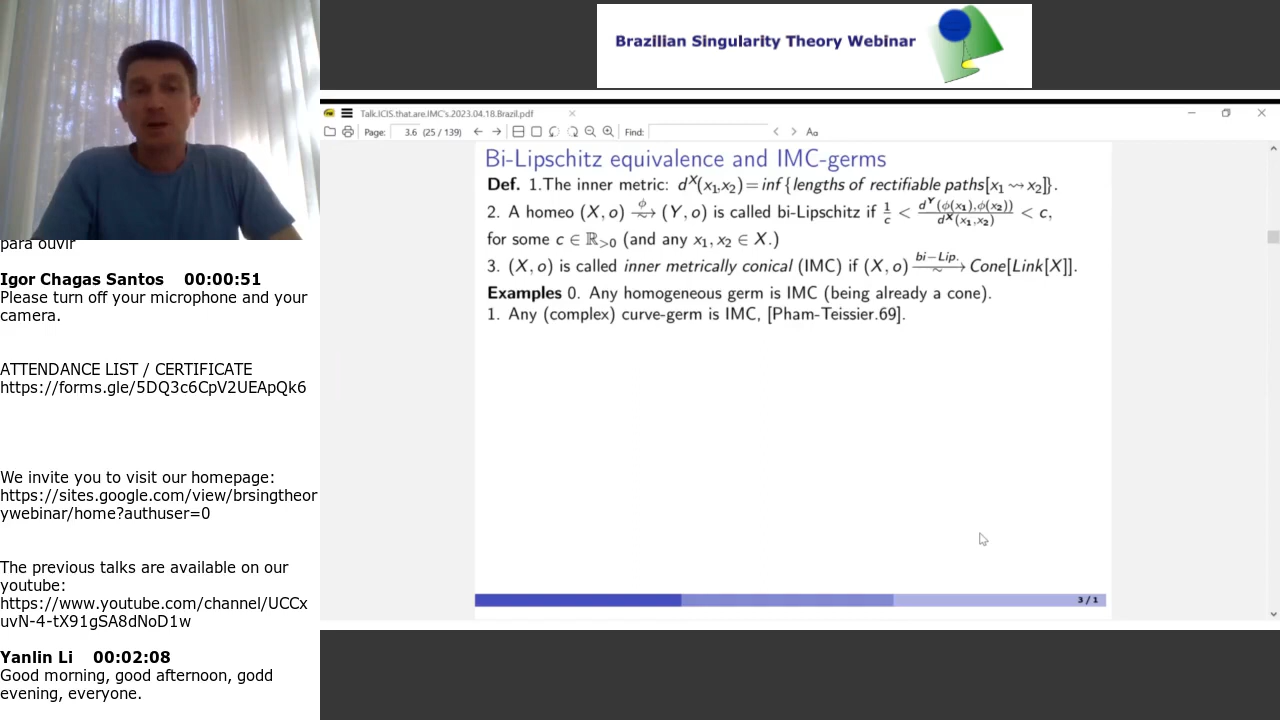 Brazilian Singularity Theory Webinar
Talk.ICIS.that.are.IMC's.2023.04.18.Brazil.pdf
Page: 3.6 (25 / 139) Find: Aα
Bi-Lipschitz equivalence and IMC-germs
Def. 1.The inner metric: d^X(x₁,x₂)=inf{lengths of rectifiable paths[x₁⇝x₂]}.
2. A homeo (X, o) \xrightarrow[\sim]{ϕ} (Y, o) is called bi-Lipschitz if \frac{1}{c} < \frac{d^Y(ϕ(x₁),ϕ(x₂))}{d^X(x₁,x₂)} < c,
for some c ∈ ℝ_{>0} (and any x₁, x₂ ∈ X.)
3. (X, o) is called inner metrically conical (IMC) if (X, o) \xrightarrow[\sim]{bi−Lip.} Cone[Link[X]].
Examples 0. Any homogeneous germ is IMC (being already a cone).
1. Any (complex) curve-germ is IMC, [Pham-Teissier.69].
3 / 1
para ouvir
Igor Chagas Santos 00:00:51
Please turn off your microphone and your
camera.
ATTENDANCE LIST / CERTIFICATE
https://forms.gle/5DQ3c6CpV2UEApQk6
We invite you to visit our homepage:
https://sites.google.com/view/brsingtheor
ywebinar/home?authuser=0
The previous talks are available on our
youtube:
https://www.youtube.com/channel/UCCx
uvN-4-tX91gSA8dNoD1w
Yanlin Li 00:02:08
Good morning, good afternoon, godd
evening, everyone.